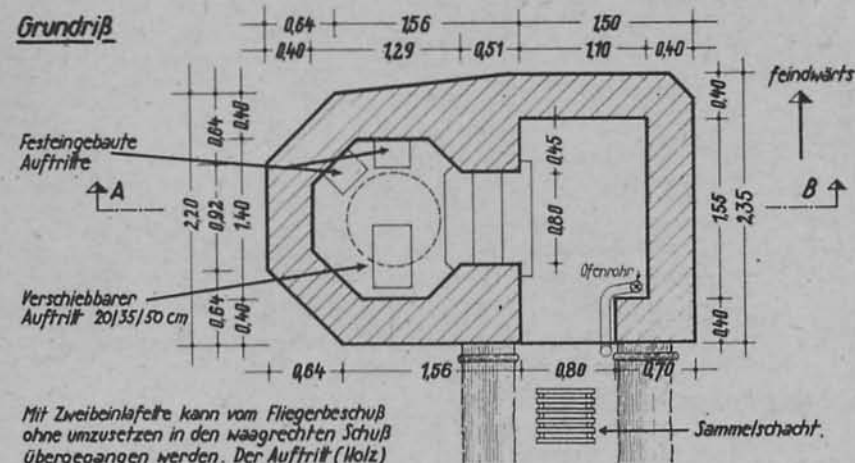 Grundriß
0,64 1,56 1,50
0,40 1,29 0,51 1,10 0,40
feindwärts
Festeingebaute
Auftritte
A
B
2,20
0,64
0,92
0,64
0,40
1,40
0,40
0,45
0,80
0,40
1,55
0,40
2,35
Ofenrohr
Verschiebbarer
Auftritt 20/35/50 cm
0,64 1,56 0,80 0,70
Mit Zweibeinlafette kann vom Fliegerbeschuß
ohne umzusetzen in den waagrechten Schuß
übergegangen werden. Der Auftritt (Holz)
Sammelschacht.